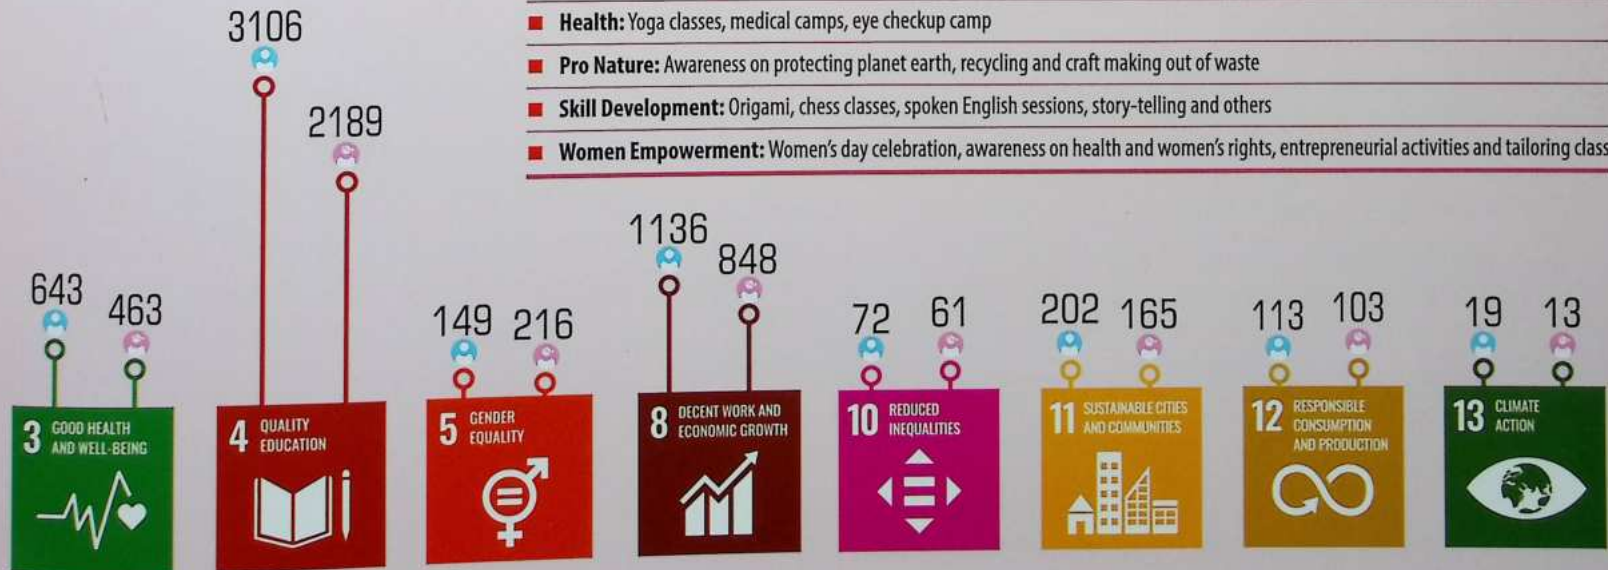 Health: Yoga classes, medical camps, eye checkup camp
Pro Nature: Awareness on protecting planet earth, recycling and craft making out of waste
Skill Development: Origami, chess classes, spoken English sessions, story-telling and others
Women Empowerment: Women's day celebration, awareness on health and women's rights, entrepreneurial activities and tailoring class
3106
2189
643
463
149
216
1136
848
72
61
202
165
113
103
19
13
3 GOOD HEALTH
AND WELL-BEING
4 QUALITY
EDUCATION
5 GENDER
EQUALITY
8 DECENT WORK AND
ECONOMIC GROWTH
10 REDUCED
INEQUALITIES
11 SUSTAINABLE CITIES
AND COMMUNITIES
12 RESPONSIBLE
CONSUMPTION
AND PRODUCTION
13 CLIMATE
ACTION